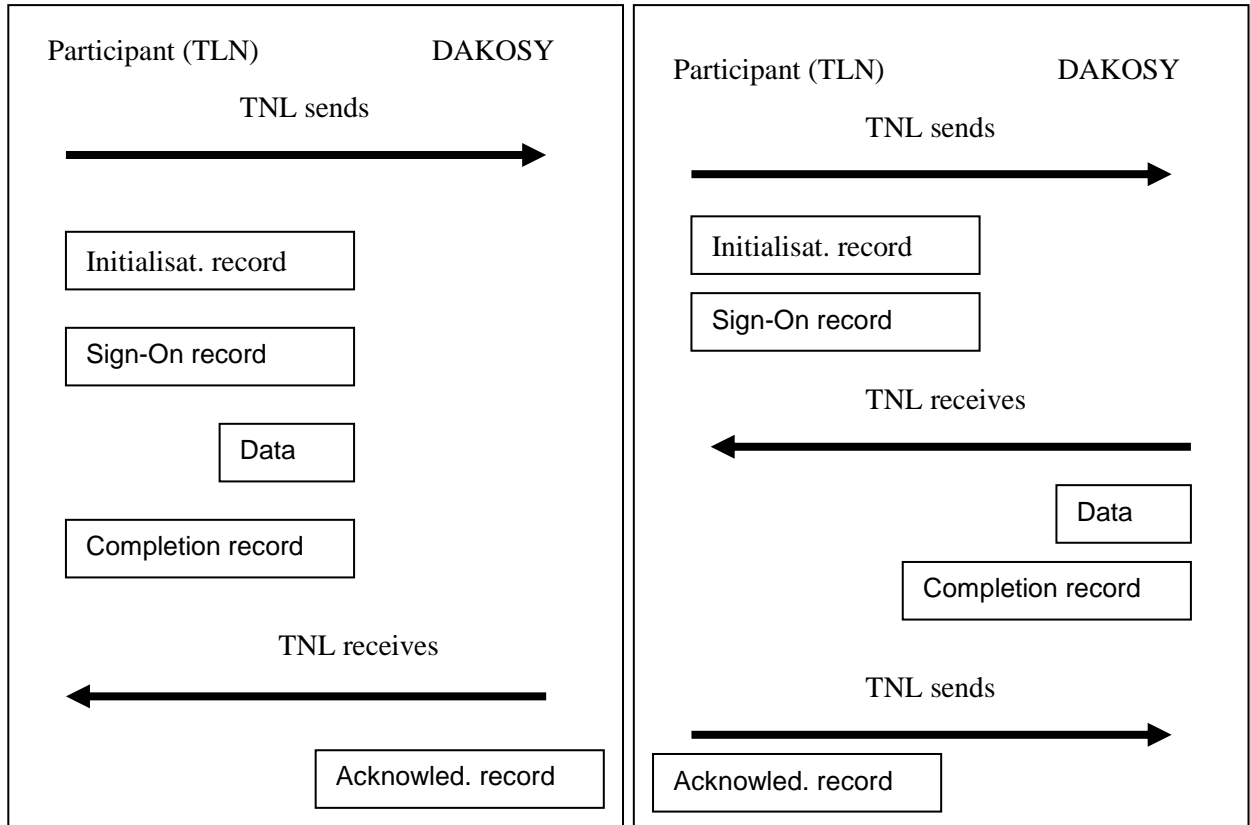 Participant (TLN) DAKOSY
TNL sends
Initialisat. record
Sign-On record
Data
Completion record
TNL receives
Acknowled. record
Participant (TLN) DAKOSY
TNL sends
Initialisat. record
Sign-On record
TNL receives
Data
Completion record
TNL sends
Acknowled. record